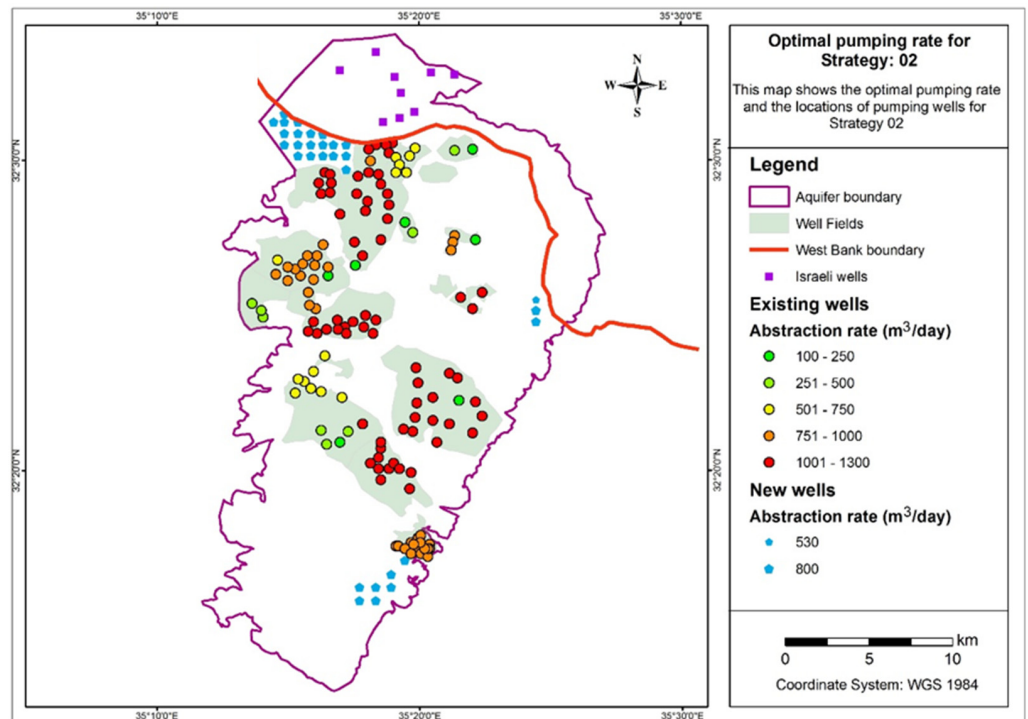 35°10'0"E
35°20'0"E
35°30'0"E
32°30'0"N
32°30'0"N
32°20'0"N
32°20'0"N
35°10'0"E
35°20'0"E
35°30'0"E
N
W
E
S
Optimal pumping rate for
Strategy: 02
This map shows the optimal pumping rate
and the locations of pumping wells for
Strategy 02
Legend
Aquifer boundary
Well Fields
West Bank boundary
Israeli wells
Existing wells
Abstraction rate (m³/day)
100 - 250
251 - 500
501 - 750
751 - 1000
1001 - 1300
New wells
Abstraction rate (m³/day)
530
800
km
0 5 10
Coordinate System: WGS 1984